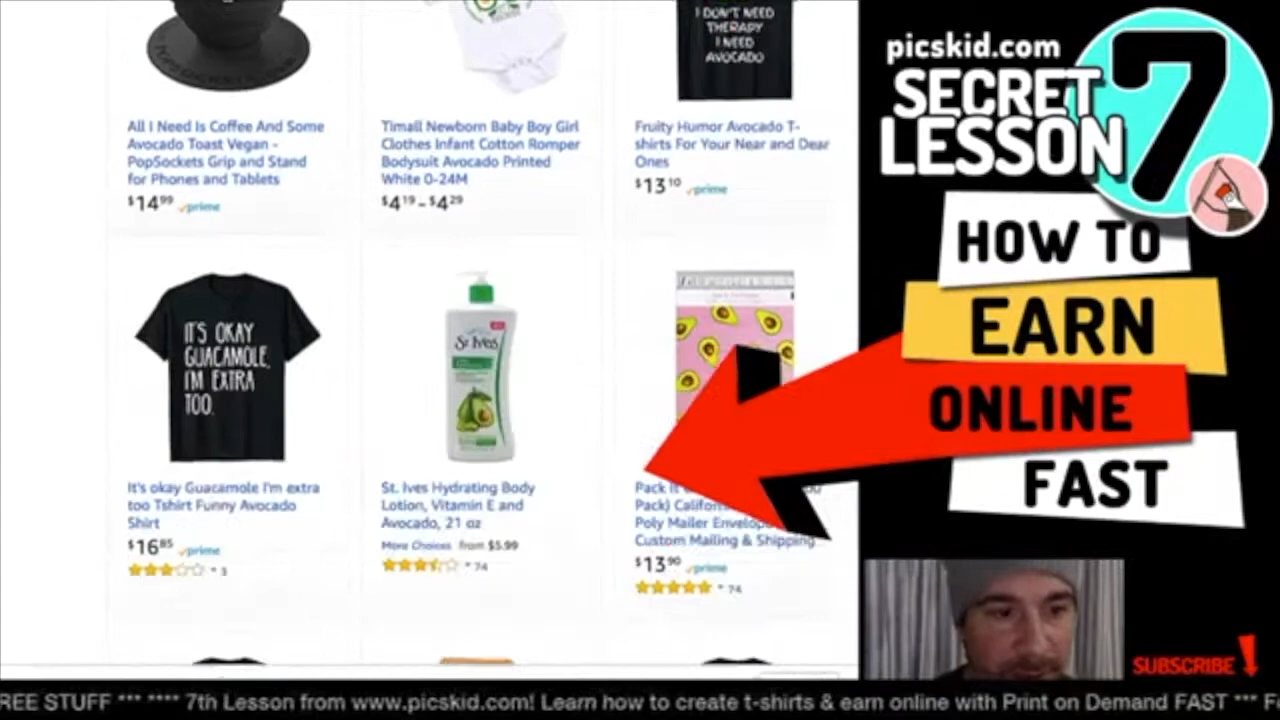 I DON'T NEED
THERAPY
I NEED
AVOCADO
All I Need Is Coffee And Some
Avocado Toast Vegan -
PopSockets Grip and Stand
for Phones and Tablets
$14.99 prime
Timall Newborn Baby Boy Girl
Clothes Infant Cotton Romper
Bodysuit Avocado Printed
White 0-24M
$4.19 - $4.29
Fruity Humor Avocado T-
shirts For Your Near and Dear
Ones
$13.10 prime
IT'S OKAY
GUACAMOLE,
I'M EXTRA
TOO.
It's okay Guacamole I'm extra
too Tshirt Funny Avocado
Shirt
$16.85 prime
3
St. Ives
St. Ives Hydrating Body
Lotion, Vitamin E and
Avocado, 21 oz
More Choices from $5.99
74
Pack It
Pack)
Poly Mailer
Custom Mailing & Shipping
$13.90 prime
74
picskid.com
SECRET
LESSON
7
HOW TO
EARN
ONLINE
FAST
SUBSCRIBE
REE STUFF *** **** 7th Lesson from www.picskid.com! Learn how to create t-shirts & earn online with Print on Demand FAST *** F